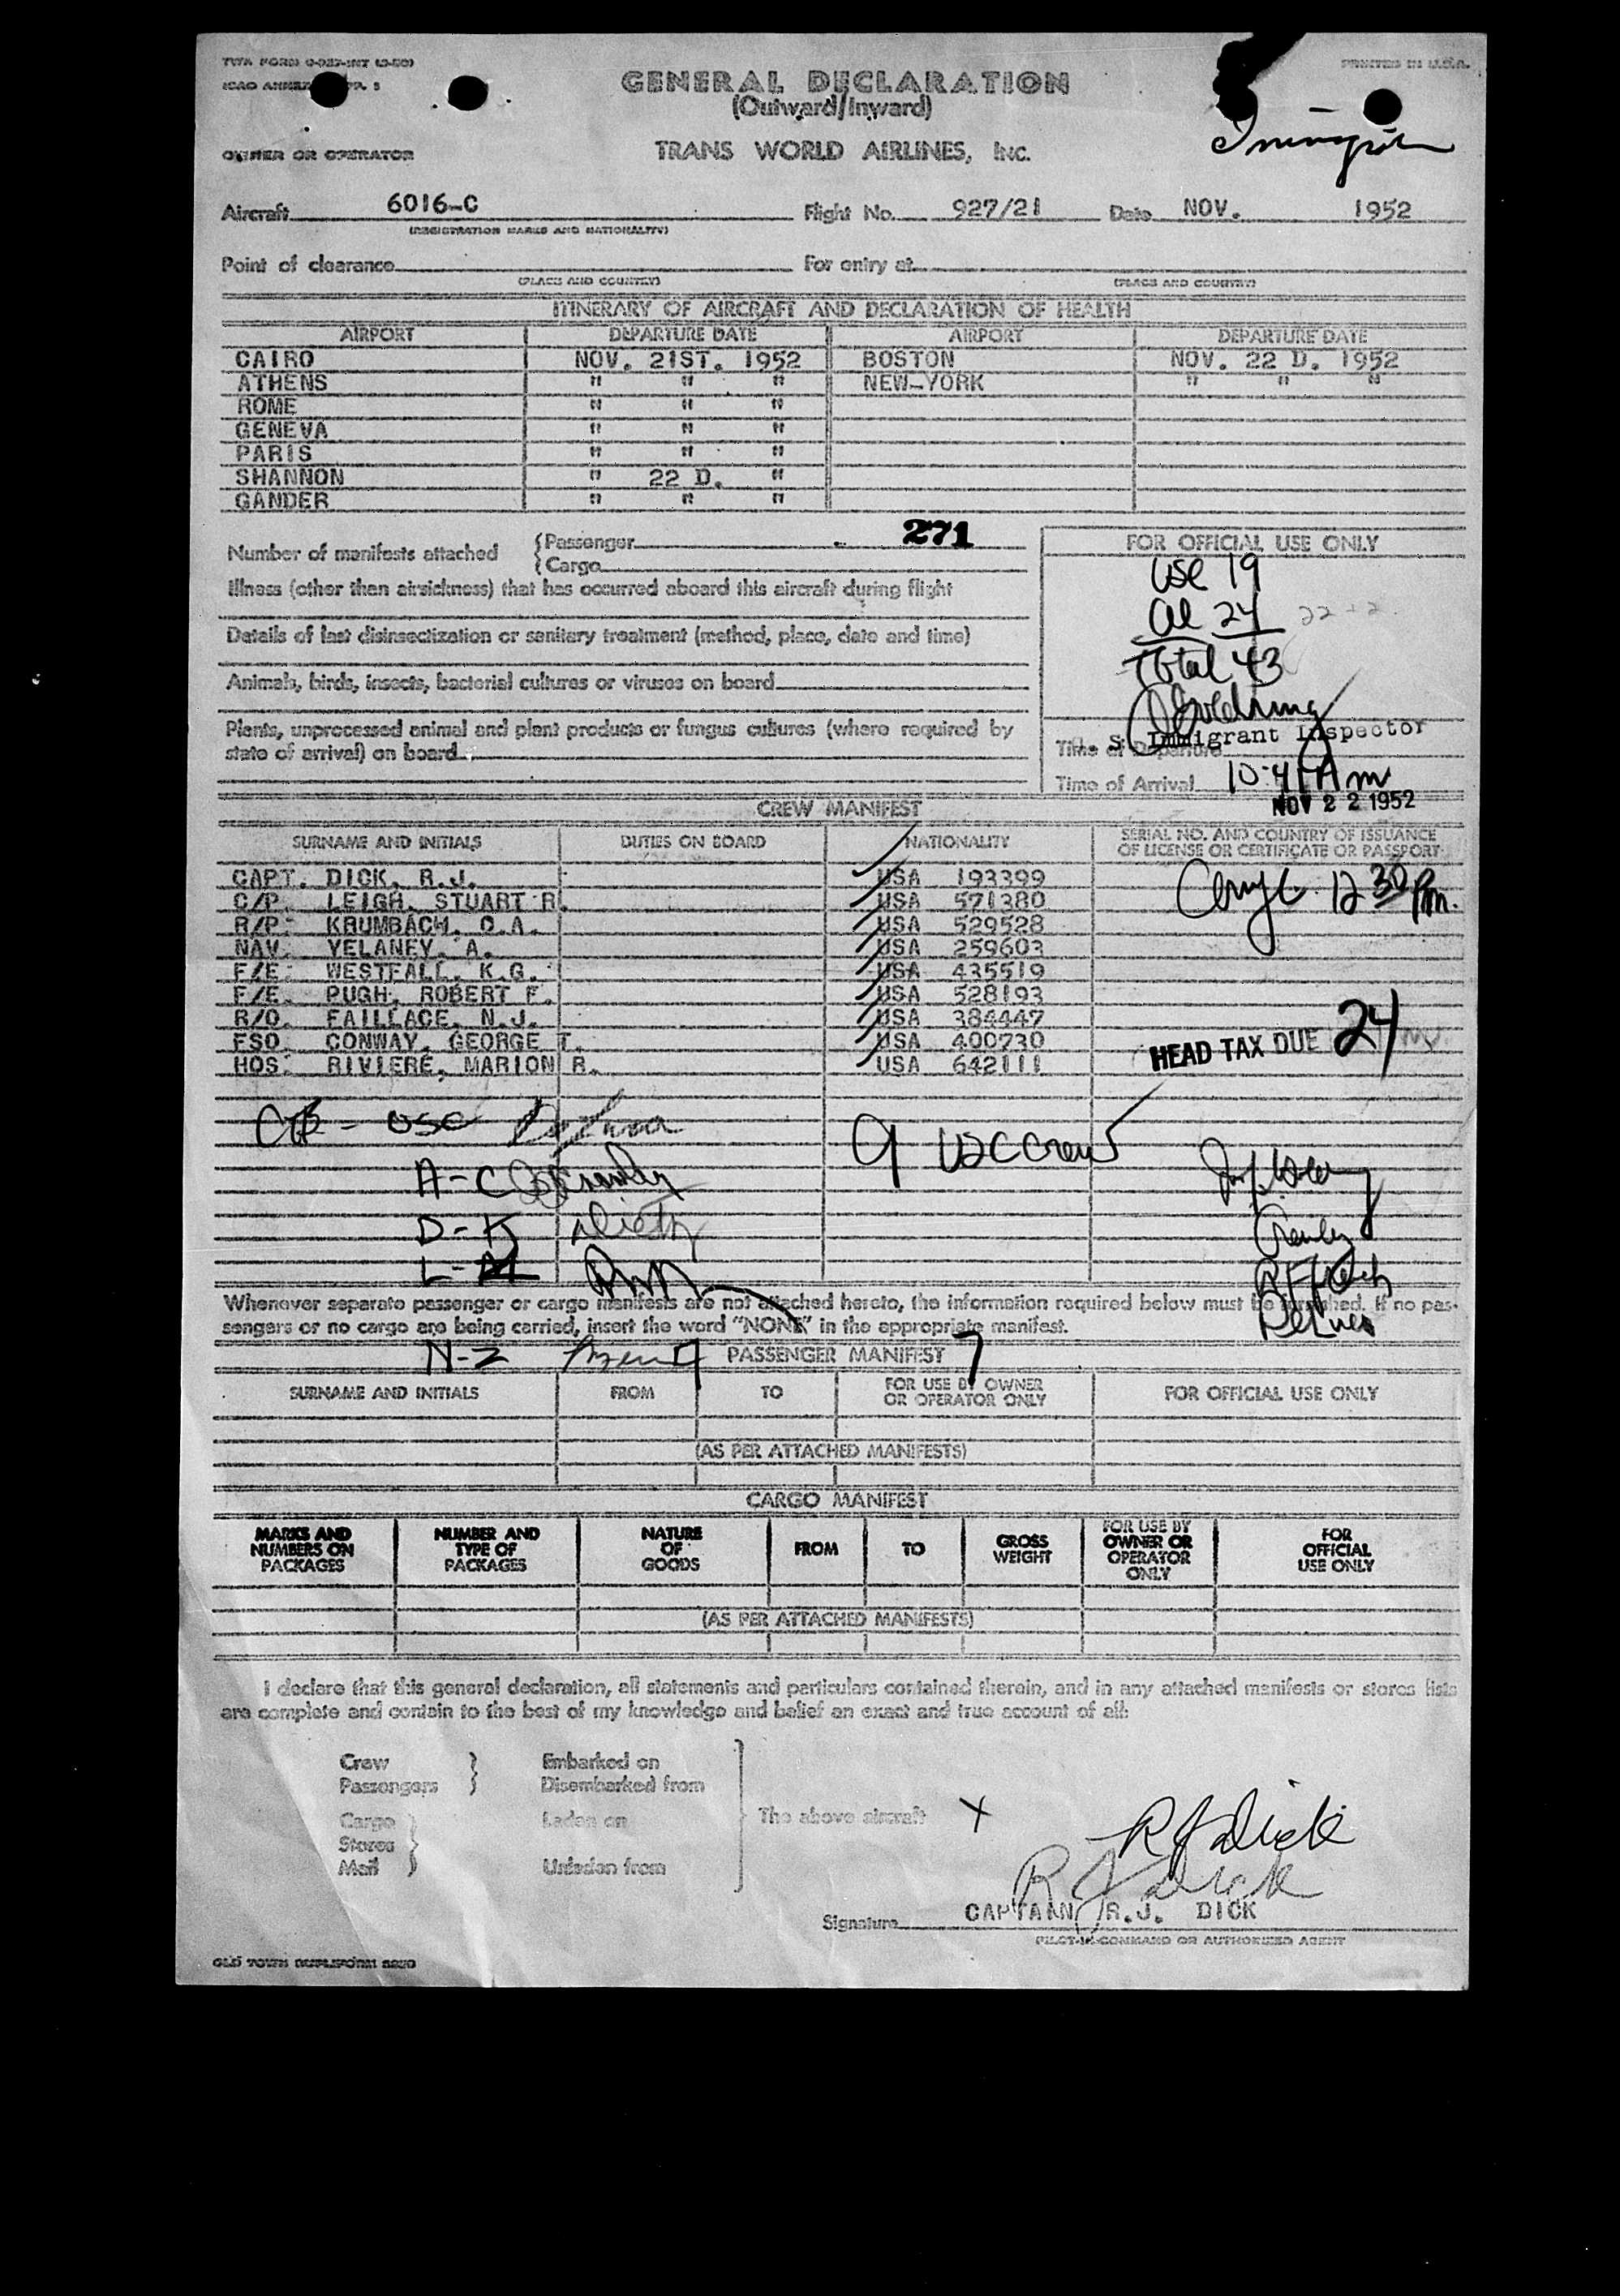 TWA FORM
PRINTED IN U.S.A.
GENERAL DECLARATION
(Outward/Inward)
OWNER OR OPERATOR TRANS WORLD AIRLINES, INC.
Aircraft 6016-C Flight No. 927/21 Date NOV. 1952
(REGISTRATION MARKS AND NATIONALITY)
Point of clearance For entry at
(PLACE AND COUNTRY) (PLACE AND COUNTRY)
ITINERARY OF AIRCRAFT AND DECLARATION OF HEALTH
AIRPORT DEPARTURE DATE AIRPORT DEPARTURE DATE
CAIRO NOV. 21ST. 1952 BOSTON NOV. 22 D. 1952
ATHENS " " " NEW-YORK " " "
ROME " " "
GENEVA " " "
PARIS " " "
SHANNON " 22 D. "
GANDER " " "
271
Number of manifests attached { Passenger
{ Cargo
FOR OFFICIAL USE ONLY
USC 19
al 24 22 + 2
Total 43
Illness (other than airsickness) that has occurred aboard this aircraft during flight
Details of last disinsectization or sanitary treatment (method, place, date and time)
Animals, birds, insects, bacterial cultures or viruses on board
Plants, unprocessed animal and plant products or fungus cultures (where required by
state of arrival) on board
S. Immigrant Inspector
Time of Departure
Time of Arrival 10:41 Am
NOV 22 1952
CREW MANIFEST
SURNAME AND INITIALS DUTIES ON BOARD NATIONALITY SERIAL NO. AND COUNTRY OF ISSUANCE
OF LICENSE OR CERTIFICATE OR PASSPORT
CAPT. DICK, R.J. USA 193399
C/P. LEIGH, STUART R. USA 571380
R/P. KRUMBACH, O.A. USA 529528
NAV. YELANEY, A. USA 259603
F/E. WESTFALL, K.G. USA 435519
F/E. PUGH, ROBERT F. USA 528193
R/O. FAILLACE, N.J. USA 384447
FSO. CONWAY, GEORGE T. USA 400730
HOS. RIVIERE, MARION R. USA 642111
12 30 Pm.
HEAD TAX DUE 24
USC
9 USC Crew
A - C
D - K
L - M
Whenever separate passenger or cargo manifests are not attached hereto, the information required below must be furnished. If no pas-
sengers or no cargo are being carried, insert the word "NONE" in the appropriate manifest.
N-Z
PASSENGER MANIFEST
SURNAME AND INITIALS FROM TO FOR USE BY OWNER
OR OPERATOR ONLY FOR OFFICIAL USE ONLY
(AS PER ATTACHED MANIFESTS)
CARGO MANIFEST
MARKS AND
NUMBERS ON
PACKAGES NUMBER AND
TYPE OF
PACKAGES NATURE
OF
GOODS FROM TO GROSS
WEIGHT FOR USE BY
OWNER OR
OPERATOR
ONLY FOR
OFFICIAL
USE ONLY
(AS PER ATTACHED MANIFESTS)
I declare that this general declaration, all statements and particulars contained therein, and in any attached manifests or stores lists
are complete and contain to the best of my knowledge and belief an exact and true account of all:
Crew } Embarked on
Passengers } Disembarked from
Cargo } Laden on
Stores }
Mail } Unladen from
The above aircraft X
R J Dick
R J Dick
Signature CAPTAIN R.J. DICK
PILOT-IN-COMMAND OR AUTHORIZED AGENT
OLD TOWN DUPLIFORM